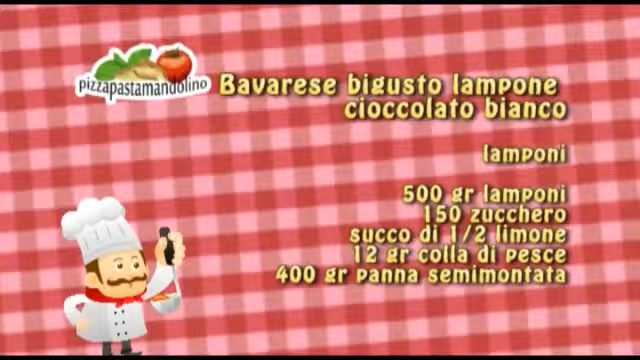 pizzapastamandolino
Bavarese bigusto lampone
cioccolato bianco
lamponi
500 gr lamponi
150 zucchero
succo di 1/2 limone
12 gr colla di pesce
400 gr panna semimontata